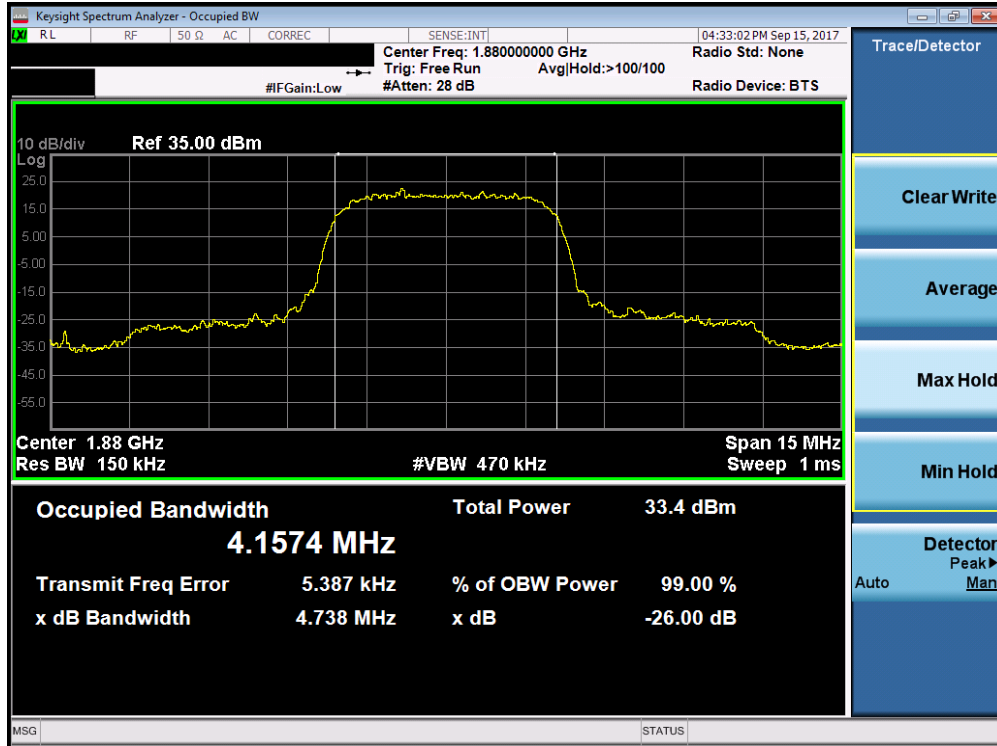 Keysight Spectrum Analyzer - Occupied BW
LXI RL RF 50 Ω AC CORREC SENSE:INT 04:33:02 PM Sep 15, 2017
Center Freq: 1.880000000 GHz Radio Std: None
Trig: Free Run Avg|Hold:>100/100
#IFGain:Low #Atten: 28 dB Radio Device: BTS
10 dB/div Ref 35.00 dBm
Log
25.0
15.0
5.00
-5.00
-15.0
-25.0
-35.0
-45.0
-55.0
Center 1.88 GHz Span 15 MHz
Res BW 150 kHz #VBW 470 kHz Sweep 1 ms
Occupied Bandwidth Total Power 33.4 dBm
4.1574 MHz
Transmit Freq Error 5.387 kHz % of OBW Power 99.00 %
x dB Bandwidth 4.738 MHz x dB -26.00 dB
MSG STATUS
Trace/Detector
Clear Write
Average
Max Hold
Min Hold
Detector
Peak▶
Auto Man